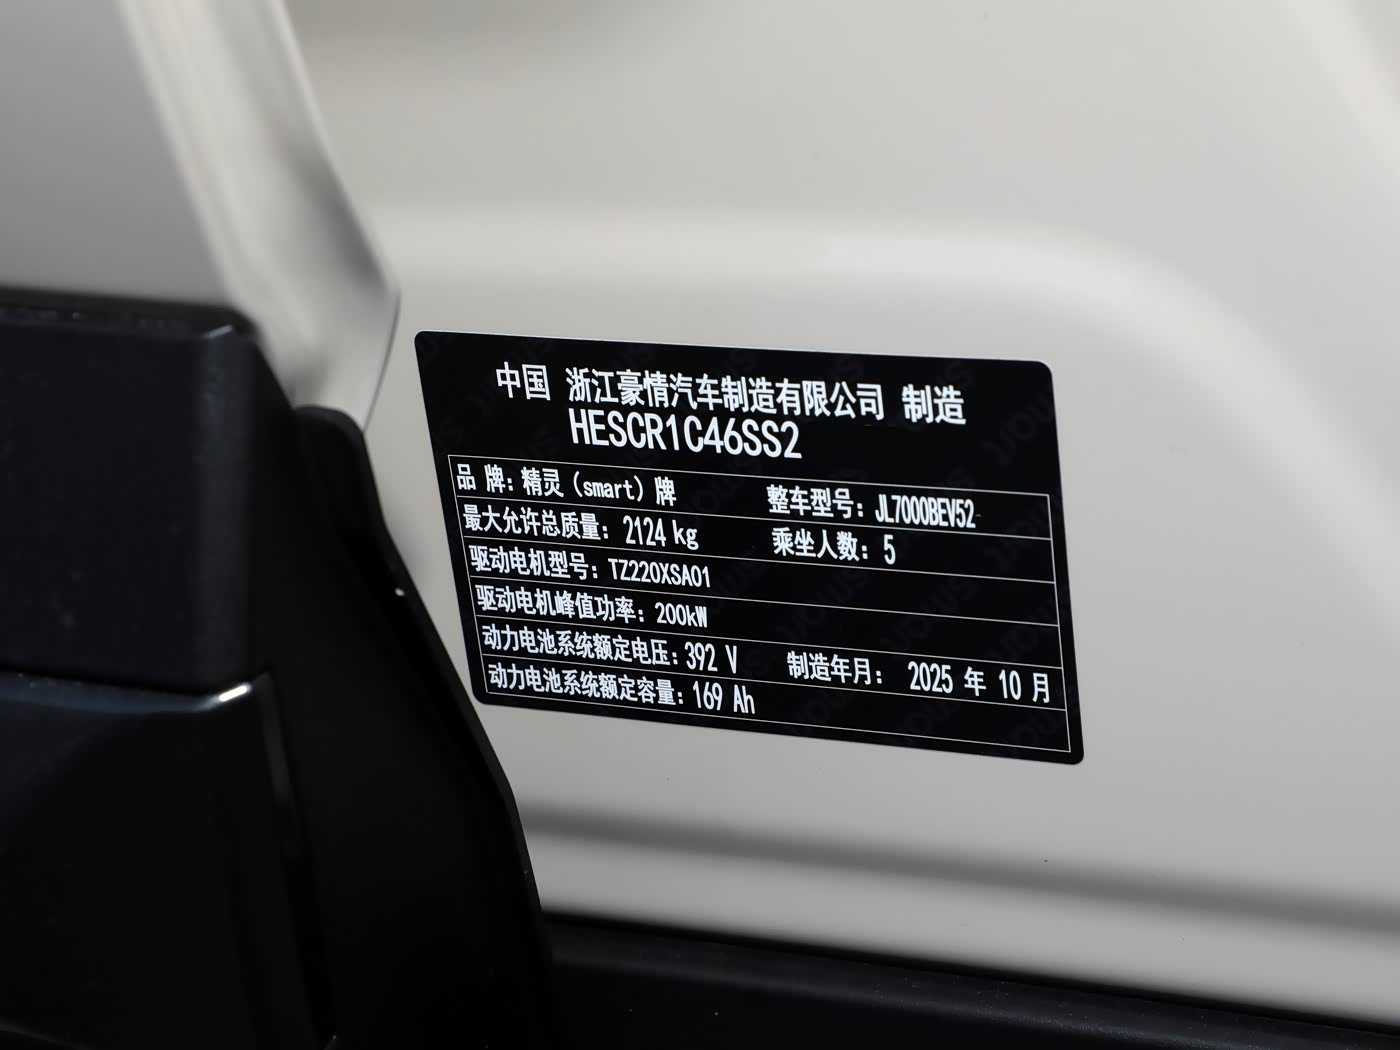 中国 浙江豪情汽车制造有限公司 制造
HESCR1C46SS2
品 牌：精灵（smart）牌 整车型号：JL7000BEV52
最大允许总质量：2124 kg 乘坐人数：5
驱动电机型号：TZ220XSA01
驱动电机峰值功率：200kW
动力电池系统额定电压：392 V 制造年月： 2025 年 10 月
动力电池系统额定容量：169 Ah